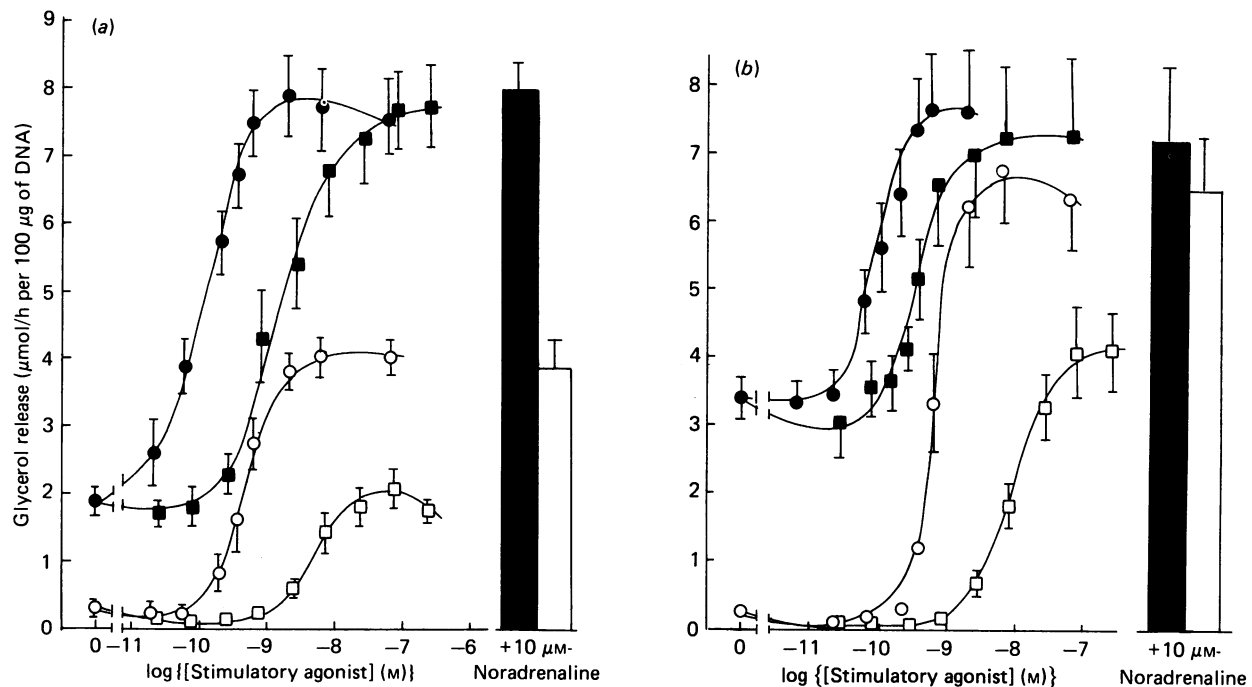 Glycerol release (μmol/h per 100 μg of DNA)
9
8
7
6
5
4
3
2
1
0
(a)
0 −11 −10 −9 −8 −7 −6
log{[Stimulatory agonist] (M)}
+10 μM-
Noradrenaline
8
7
6
5
4
3
2
1
0
(b)
0 −11 −10 −9 −8 −7
log {[Stimulatory agonist] (M)}
+10 μM-
Noradrenaline